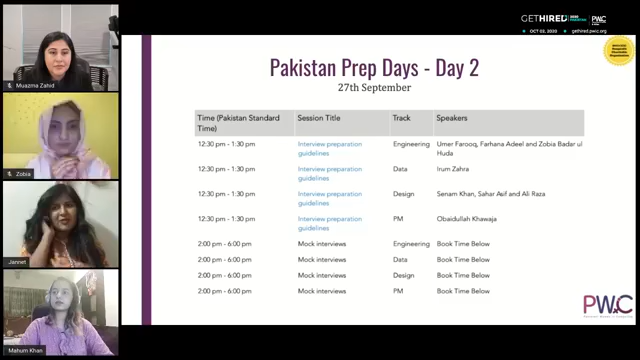 GETHIRED 2020 PAKISTAN PWC
OCT 02, 2020 gethired.pwc.org
Pakistan Prep Days - Day 2
27th September
Time (Pakistan Standard Time) Session Title Track Speakers
12:30 pm - 1:30 pm Interview preparation guidelines Engineering Umer Farooq, Farhana Adeel and Zobia Badar ul Huda
12:30 pm - 1:30 pm Interview preparation guidelines Data Irum Zahra
12:30 pm - 1:30 pm Interview preparation guidelines Design Senam Khan, Sahar Asif and Ali Raza
12:30 pm - 1:30 pm Interview preparation guidelines PM Obaidullah Khawaja
2:00 pm - 6:00 pm Mock interviews Engineering Book Time Below
2:00 pm - 6:00 pm Mock interviews Data Book Time Below
2:00 pm - 6:00 pm Mock interviews Design Book Time Below
2:00 pm - 6:00 pm Mock interviews PM Book Time Below
Muazma Zahid
Zobia
Jannet
Mahum Khan
PWiC